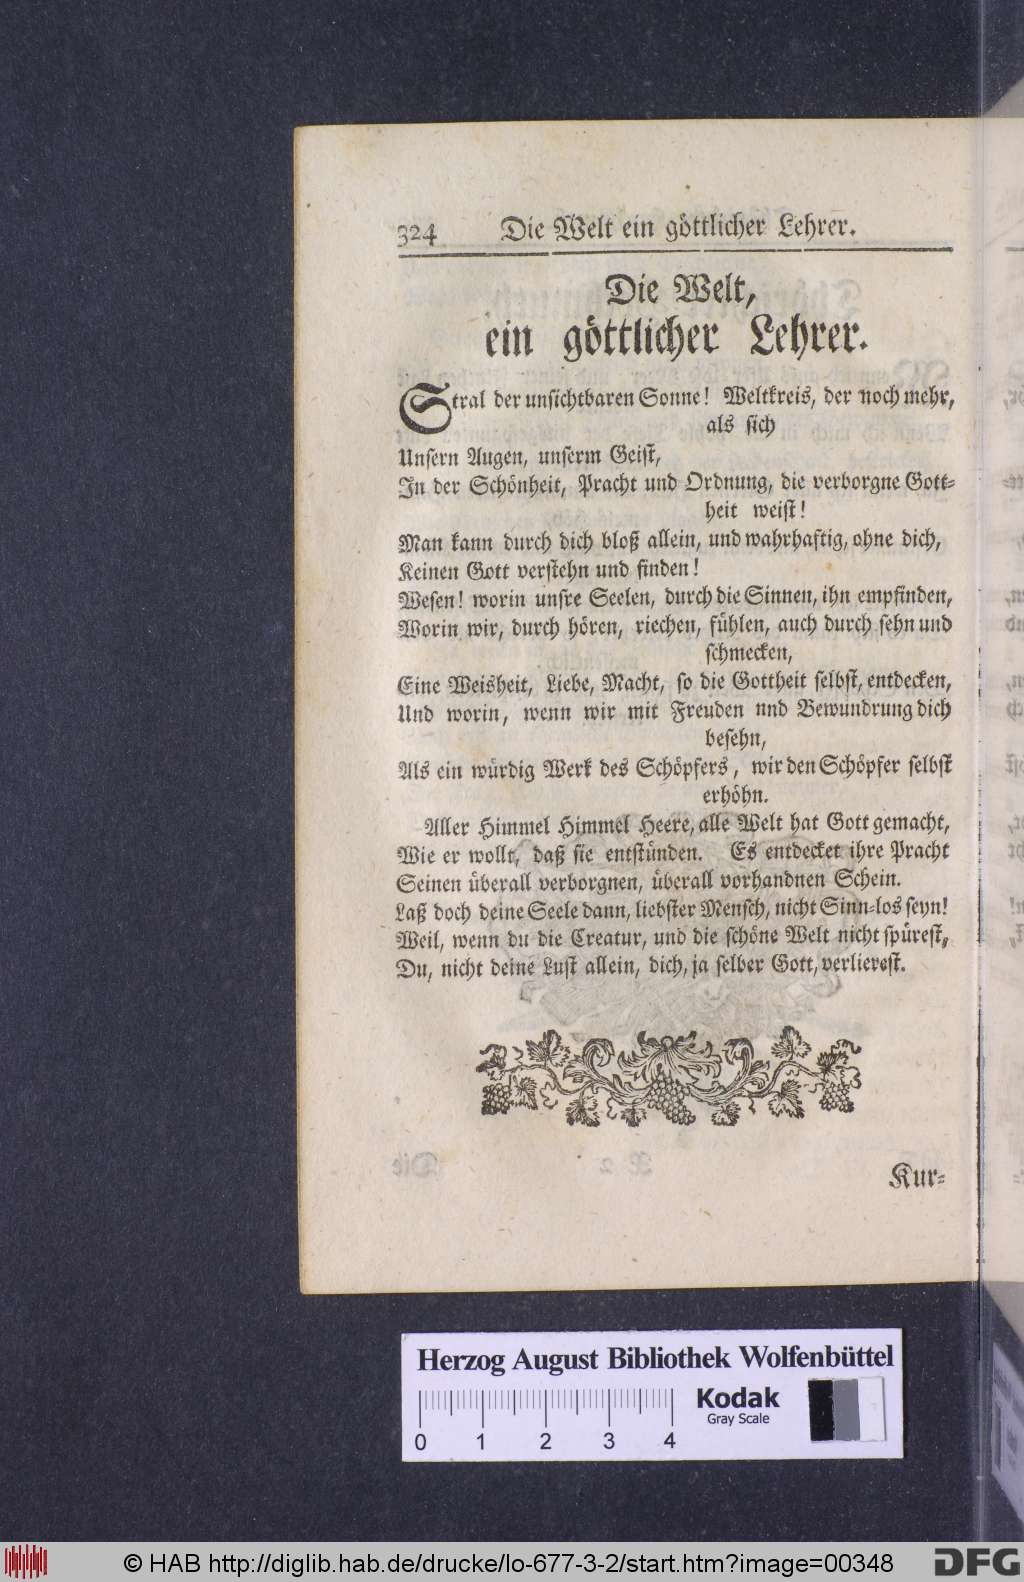 324 Die Welt ein göttlicher Lehrer.
Die Welt,
ein göttlicher Lehrer.
Stral der unsichtbaren Sonne! Weltkreis, der noch mehr,
als sich
Unsern Augen, unserm Geist,
In der Schönheit, Pracht und Ordnung, die verborgne Gott=
heit weist!
Man kann durch dich bloß allein, und wahrhaftig, ohne dich,
Keinen Gott verstehn und finden!
Wesen! worin unsre Seelen, durch die Sinnen, ihn empfinden,
Worin wir, durch hören, riechen, fühlen, auch durch sehn und
schmecken,
Eine Weisheit, Liebe, Macht, so die Gottheit selbst, entdecken,
Und worin, wenn wir mit Freuden nnd Bewundrung dich
besehn,
Als ein würdig Werk des Schöpfers, wir den Schöpfer selbst
erhöhn.
Aller Himmel Himmel Heere, alle Welt hat Gott gemacht,
Wie er wollt, daß sie entstünden. Es entdecket ihre Pracht
Seinen überall verborgnen, überall vorhandnen Schein.
Laß doch deine Seele dann, liebster Mensch, nicht Sinn=los seyn!
Weil, wenn du die Creatur, und die schöne Welt nicht spürest,
Du, nicht deine Lust allein, dich, ja selber Gott, verlierest.
Kur=
Herzog August Bibliothek Wolfenbüttel
Kodak
Gray Scale
0 1 2 3 4
© HAB http://diglib.hab.de/drucke/lo-677-3-2/start.htm?image=00348
DFG